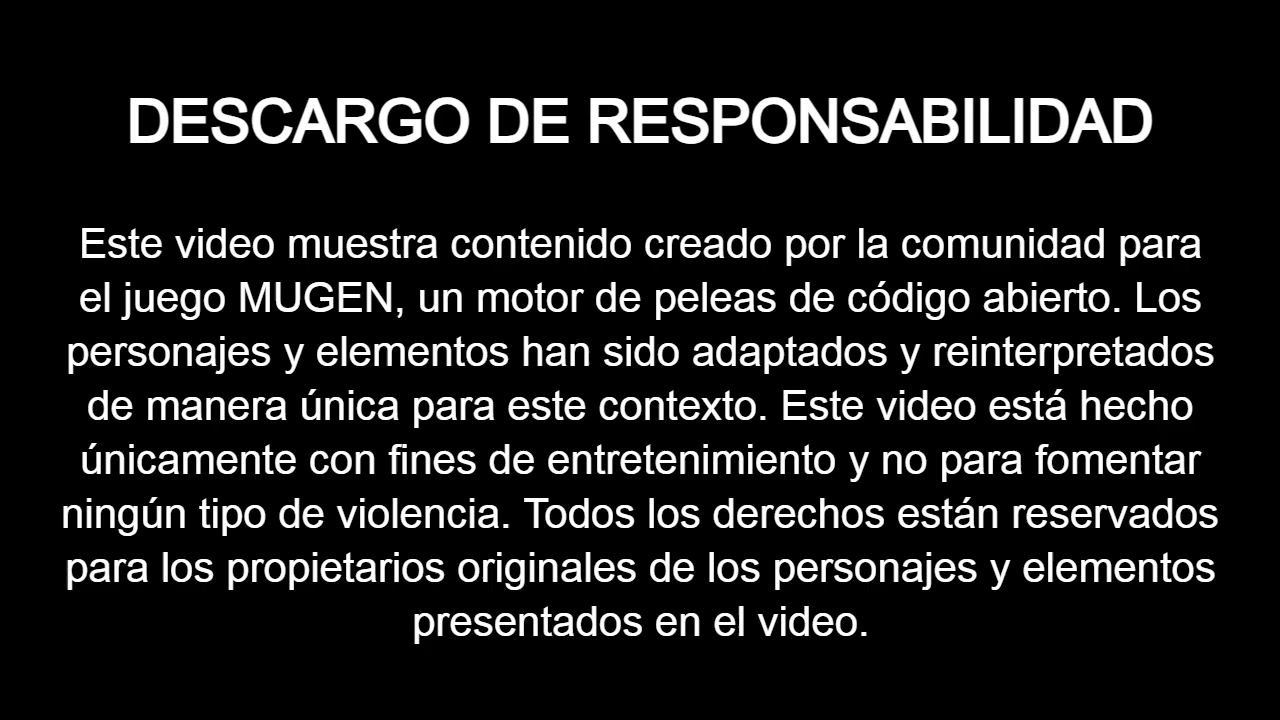 DESCARGO DE RESPONSABILIDAD
Este video muestra contenido creado por la comunidad para
el juego MUGEN, un motor de peleas de código abierto. Los
personajes y elementos han sido adaptados y reinterpretados
de manera única para este contexto. Este video está hecho
únicamente con fines de entretenimiento y no para fomentar
ningún tipo de violencia. Todos los derechos están reservados
para los propietarios originales de los personajes y elementos
presentados en el video.